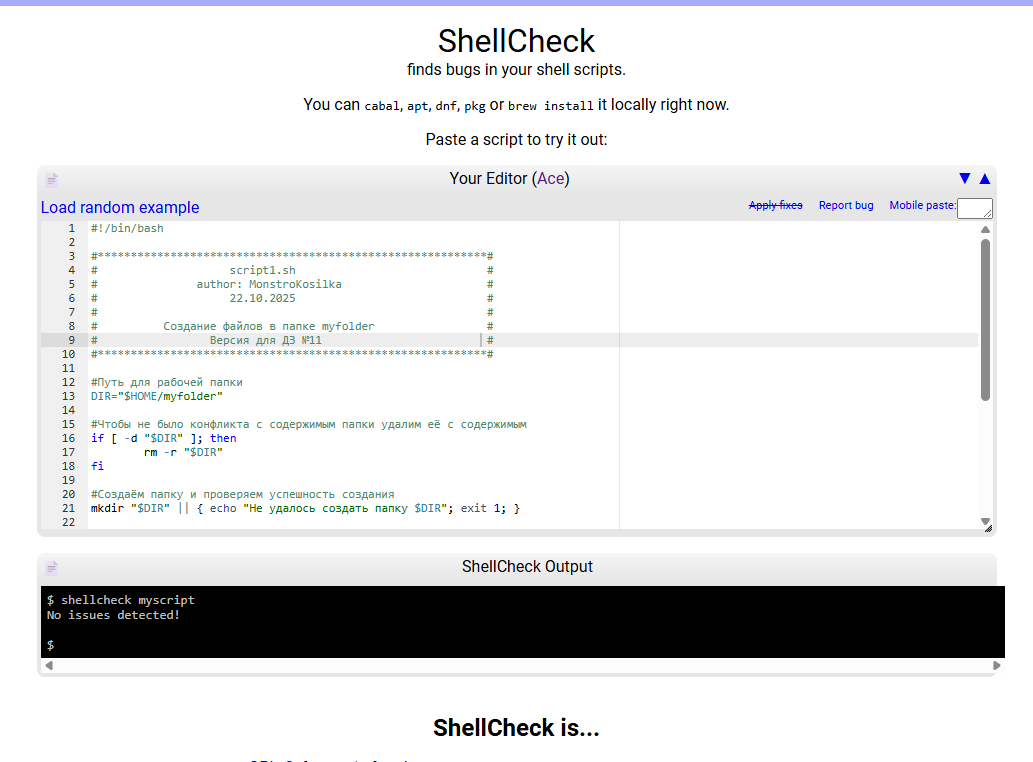 ShellCheck
finds bugs in your shell scripts.
You can cabal, apt, dnf, pkg or brew install it locally right now.
Paste a script to try it out:
Your Editor (Ace) ▼ ▲
Load random example Apply fixes Report bug Mobile paste:
1 #!/bin/bash
2
3 #***********************************************************#
4 # script1.sh #
5 # author: MonstroKosilka #
6 # 22.10.2025 #
7 # #
8 # Создание файлов в папке myfolder #
9 # Версия для ДЗ №11 #
10 #***********************************************************#
11
12 #Путь для рабочей папки
13 DIR="$HOME/myfolder"
14
15 #Чтобы не было конфликта с содержимым папки удалим её с содержимым
16 if [ -d "$DIR" ]; then
17 rm -r "$DIR"
18 fi
19
20 #Создаём папку и проверяем успешность создания
21 mkdir "$DIR" || { echo "Не удалось создать папку $DIR"; exit 1; }
22
ShellCheck Output
$ shellcheck myscript
No issues detected!
$
ShellCheck is...